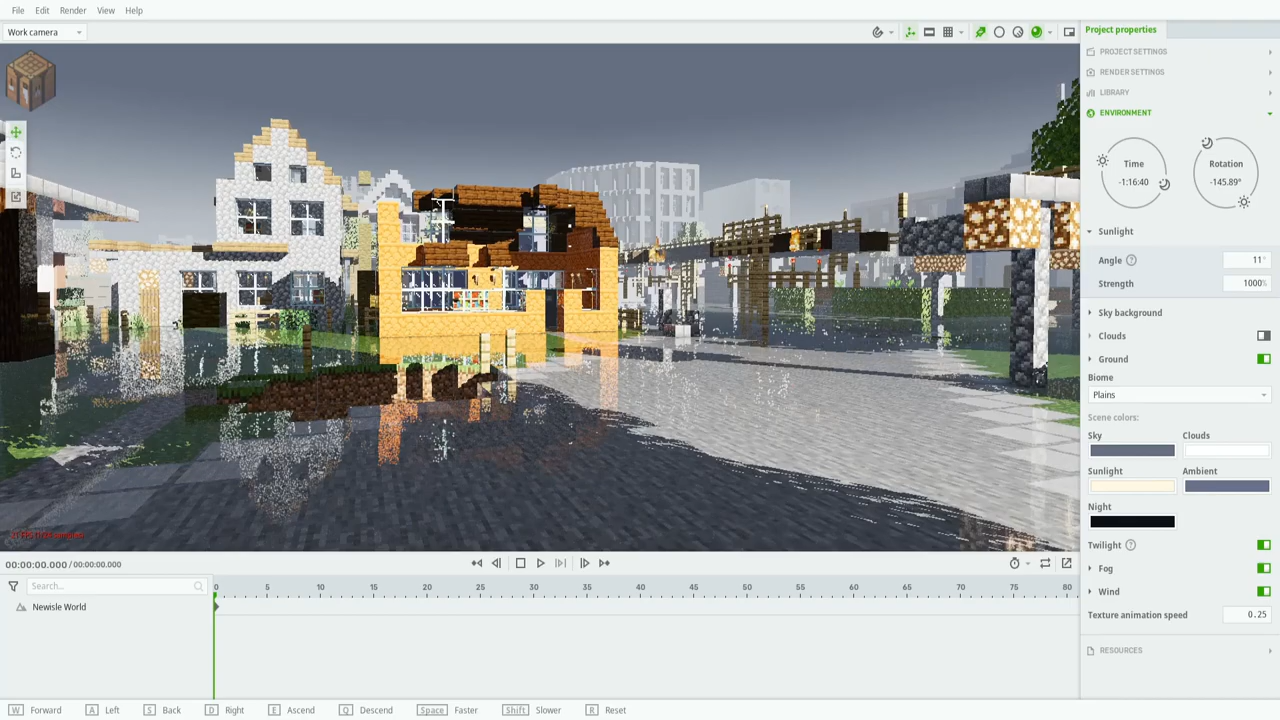 File Edit Render View Help
Work camera
Project properties
PROJECT SETTINGS
RENDER SETTINGS
LIBRARY
ENVIRONMENT
Time
-1:16:40
Rotation
-145.89°
Sunlight
Angle ? 11°
Strength 1000%
Sky background
Clouds
Ground
Biome
Plains
Scene colors:
Sky Clouds
Sunlight Ambient
Night
Twilight ?
Fog
Wind
Texture animation speed 0.25
RESOURCES
00:00:00.000 / 00:00:00.000
Search...
0 5 10 15 20 25 30 35 40 45 50 55 60 65 70 75 80
Newisle World
W Forward A Left S Back D Right E Ascend Q Descend Space Faster Shift Slower R Reset